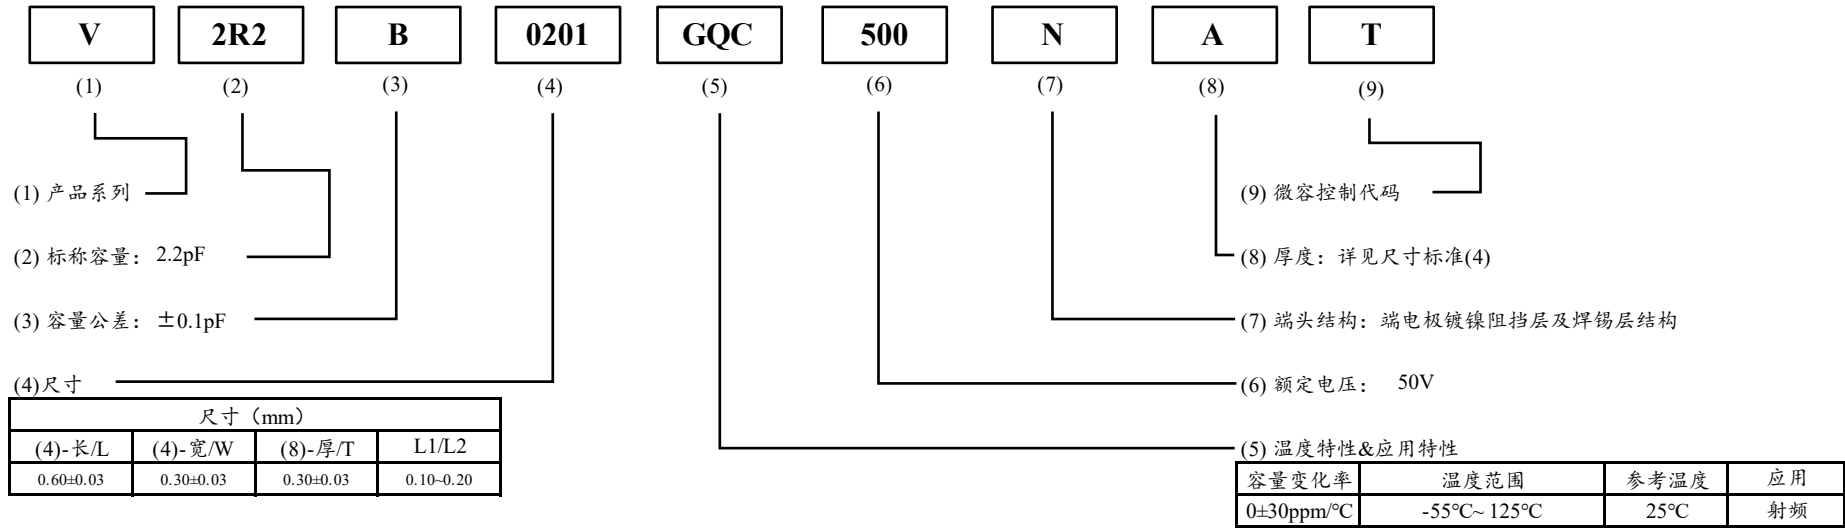 V 2R2 B 0201 GQC 500 N A T
(1) (2) (3) (4) (5) (6) (7) (8) (9)
(1) 产品系列
(9) 微容控制代码
(2) 标称容量： 2.2pF
(8) 厚度：详见尺寸标准(4)
(3) 容量公差：±0.1pF
(7) 端头结构：端电极镀镍阻挡层及焊锡层结构
(4)尺寸
(6) 额定电压： 50V
尺寸（mm）
(4)-长/L (4)-宽/W (8)-厚/T L1/L2
0.60±0.03 0.30±0.03 0.30±0.03 0.10~0.20
(5) 温度特性&应用特性
容量变化率 温度范围 参考温度 应用
0±30ppm/℃ -55℃~ 125℃ 25℃ 射频